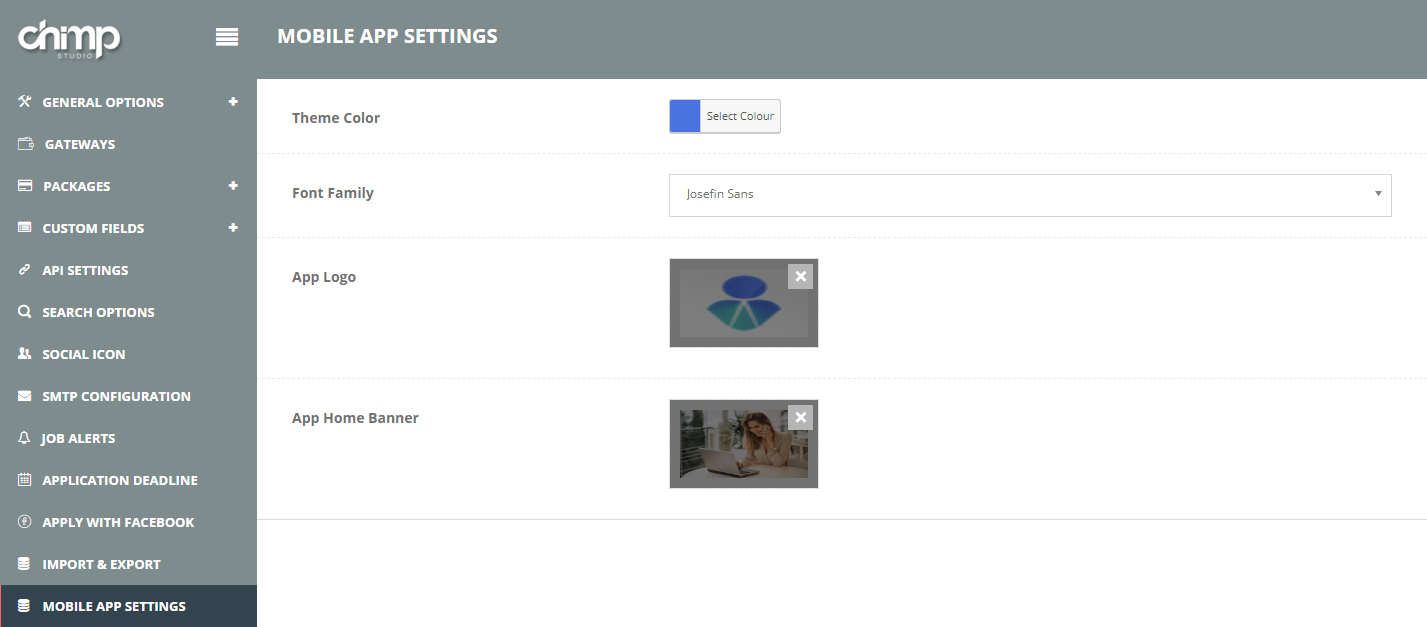 chimp
STUDIO
MOBILE APP SETTINGS
GENERAL OPTIONS
GATEWAYS
PACKAGES
CUSTOM FIELDS
API SETTINGS
SEARCH OPTIONS
SOCIAL ICON
SMTP CONFIGURATION
JOB ALERTS
APPLICATION DEADLINE
APPLY WITH FACEBOOK
IMPORT & EXPORT
MOBILE APP SETTINGS
Theme Color
Select Colour
Font Family
Josefin Sans
App Logo
App Home Banner